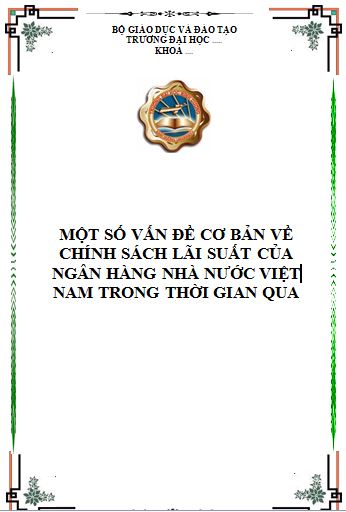 BỘ GIÁO DỤC VÀ ĐÀO TẠO
TRƯỜNG ĐẠI HỌC .....
KHOA ....
MỘT SỐ VẤN ĐỀ CƠ BẢN VỀ
CHÍNH SÁCH LÃI SUẤT CỦA
NGÂN HÀNG NHÀ NƯỚC VIỆT
NAM TRONG THỜI GIAN QUA